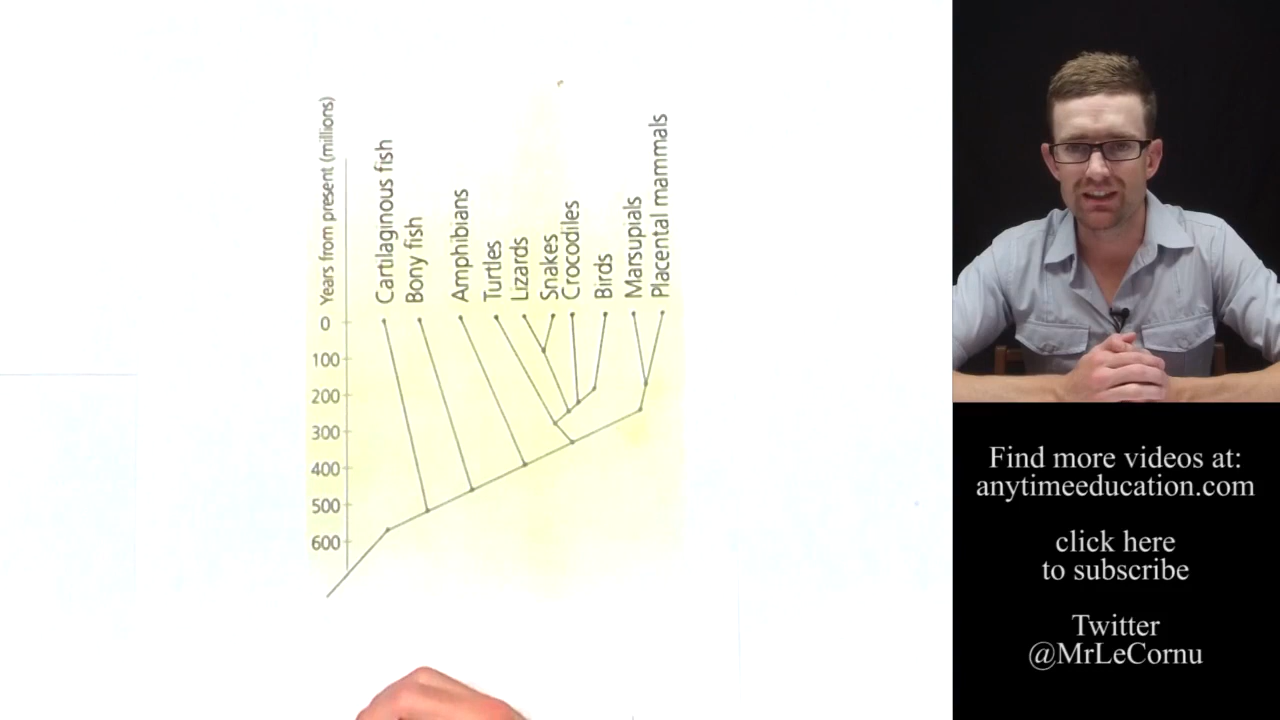 Years from present (millions)
Cartilaginous fish
Bony fish
Amphibians
Turtles
Lizards
Snakes
Crocodiles
Birds
Marsupials
Placental mammals
0
100
200
300
400
500
600
Find more videos at:
anytimeeducation.com
click here
to subscribe
Twitter
@MrLeCornu